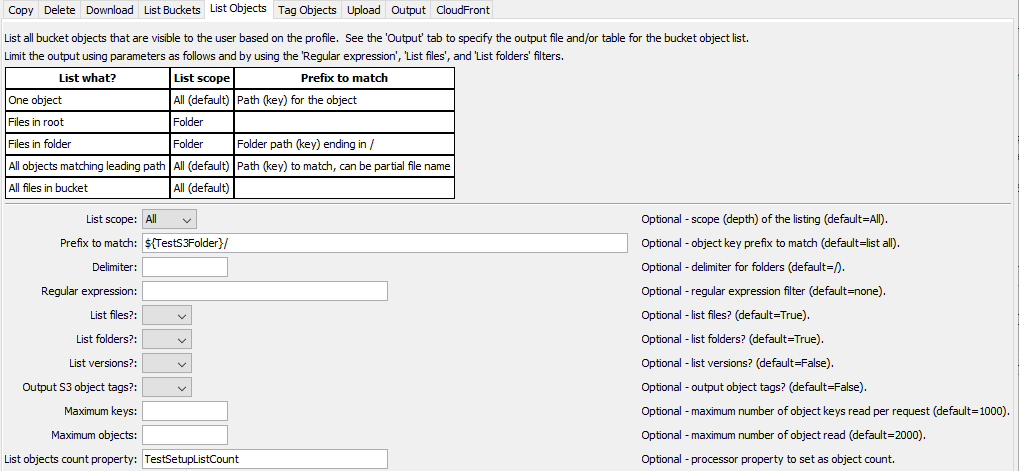 Copy Delete Download List Buckets List Objects Tag Objects Upload Output CloudFront
List all bucket objects that are visible to the user based on the profile. See the 'Output' tab to specify the output file and/or table for the bucket object list.
Limit the output using parameters as follows and by using the 'Regular expression', 'List files', and 'List folders' filters.
List what? List scope Prefix to match
One object All (default) Path (key) for the object
Files in root Folder
Files in folder Folder Folder path (key) ending in /
All objects matching leading path All (default) Path (key) to match, can be partial file name
All files in bucket All (default)
List scope: All Optional - scope (depth) of the listing (default=All).
Prefix to match: ${TestS3Folder}/ Optional - object key prefix to match (default=list all).
Delimiter: Optional - delimiter for folders (default=/).
Regular expression: Optional - regular expression filter (default=none).
List files?: Optional - list files? (default=True).
List folders?: Optional - list folders? (default=True).
List versions?: Optional - list versions? (default=False).
Output S3 object tags?: Optional - output object tags? (default=False).
Maximum keys: Optional - maximum number of object keys read per request (default=1000).
Maximum objects: Optional - maximum number of object read (default=2000).
List objects count property: TestSetupListCount Optional - processor property to set as object count.